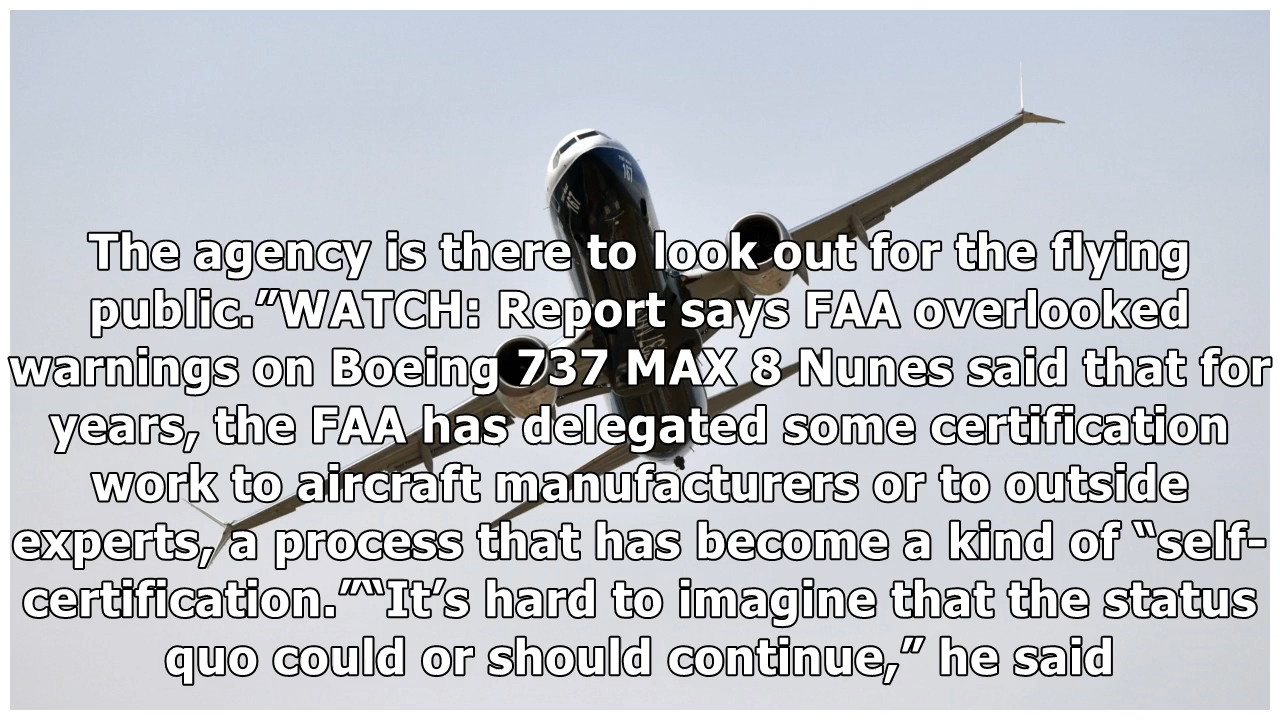 The agency is there to look out for the flying
public.”WATCH: Report says FAA overlooked
warnings on Boeing 737 MAX 8 Nunes said that for
years, the FAA has delegated some certification
work to aircraft manufacturers or to outside
experts, a process that has become a kind of “self-
certification.”“It’s hard to imagine that the status
quo could or should continue,” he said